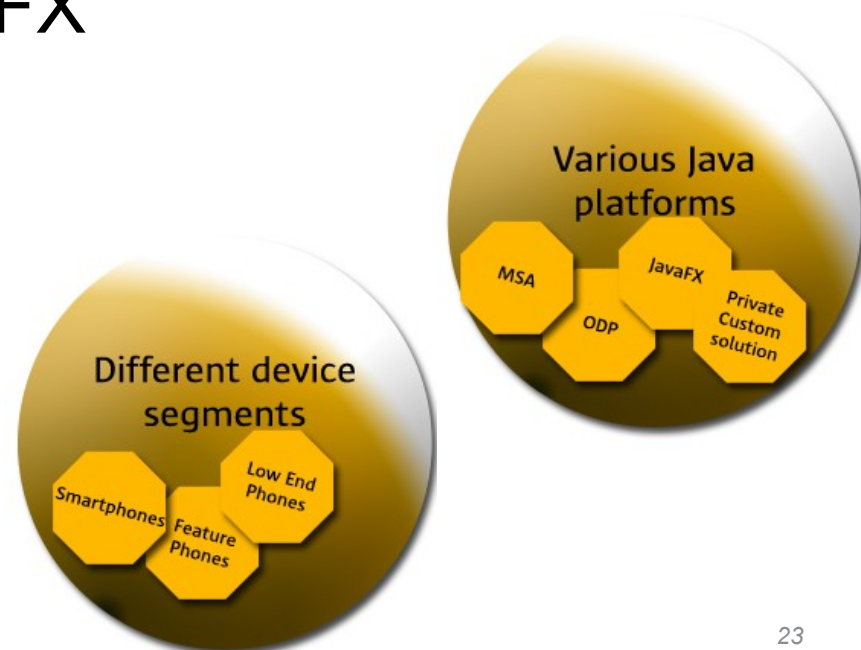 FX
Various Java
platforms
MSA
ODP
JavaFX
Private
Custom
solution
Different device
segments
Smartphones
Feature
Phones
Low End
Phones
23